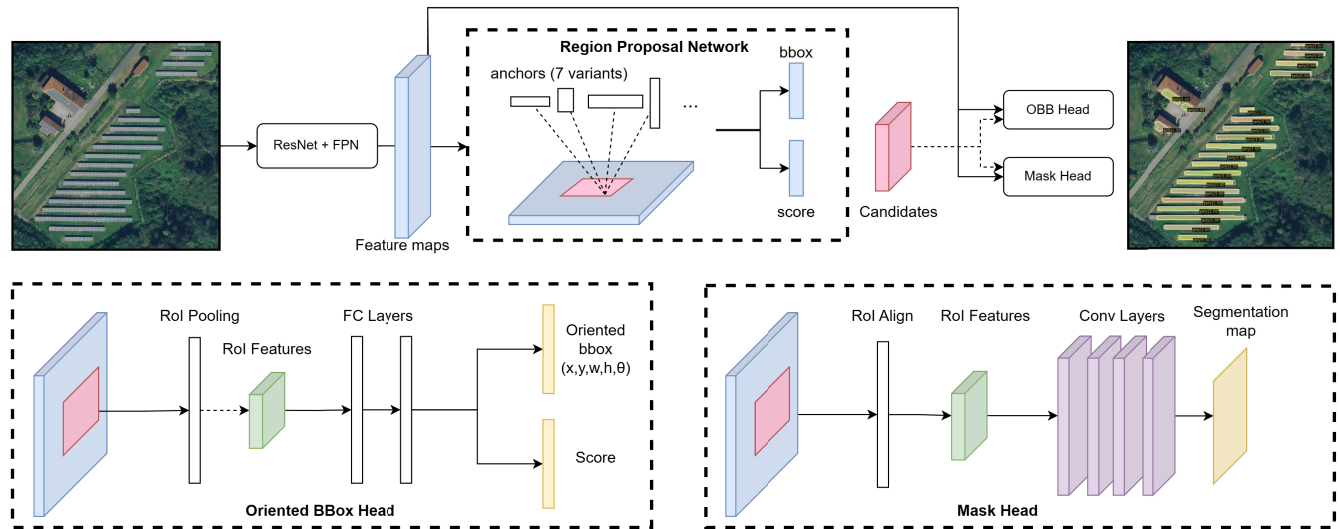 Region Proposal Network
anchors (7 variants)
...
bbox
score
ResNet + FPN
Feature maps
Candidates
OBB Head
Mask Head
RoI Pooling
RoI Features
FC Layers
Oriented
bbox
(x,y,w,h,θ)
Score
Oriented BBox Head
RoI Align
RoI Features
Conv Layers
Segmentation
map
Mask Head